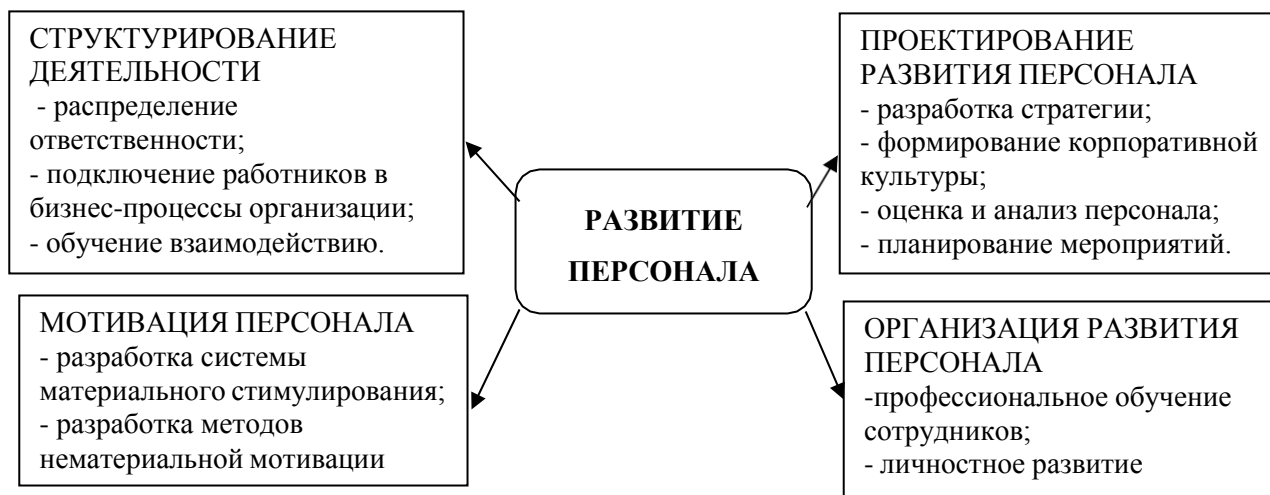 СТРУКТУРИРОВАНИЕ
ДЕЯТЕЛЬНОСТИ
- распределение
ответственности;
- подключение работников в
бизнес-процессы организации;
- обучение взаимодействию.
ПРОЕКТИРОВАНИЕ
РАЗВИТИЯ ПЕРСОНАЛА
- разработка стратегии;
- формирование корпоративной
культуры;
- оценка и анализ персонала;
- планирование мероприятий.
РАЗВИТИЕ
ПЕРСОНАЛА
МОТИВАЦИЯ ПЕРСОНАЛА
- разработка системы
материального стимулирования;
- разработка методов
нематериальной мотивации
ОРГАНИЗАЦИЯ РАЗВИТИЯ
ПЕРСОНАЛА
-профессиональное обучение
сотрудников;
- личностное развитие